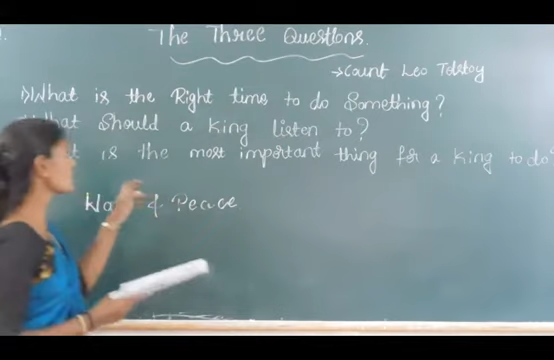 The Three Questions.
→ Count Leo Tolstoy
1) What is the Right time to do Something?
What Should a king listen to?
is the most important thing for a king to do?
& Peace